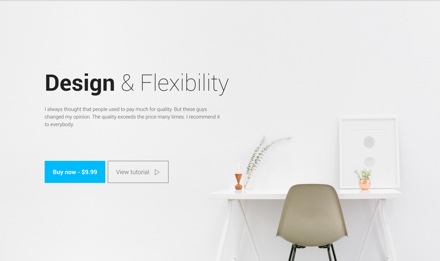 Design & Flexibility
I always thought that people used to pay much for quality. But these guys
changed my opinion. The quality exceeds the price many times. I recommend it
to everybody.
Buy now - $9.99
View tutorial